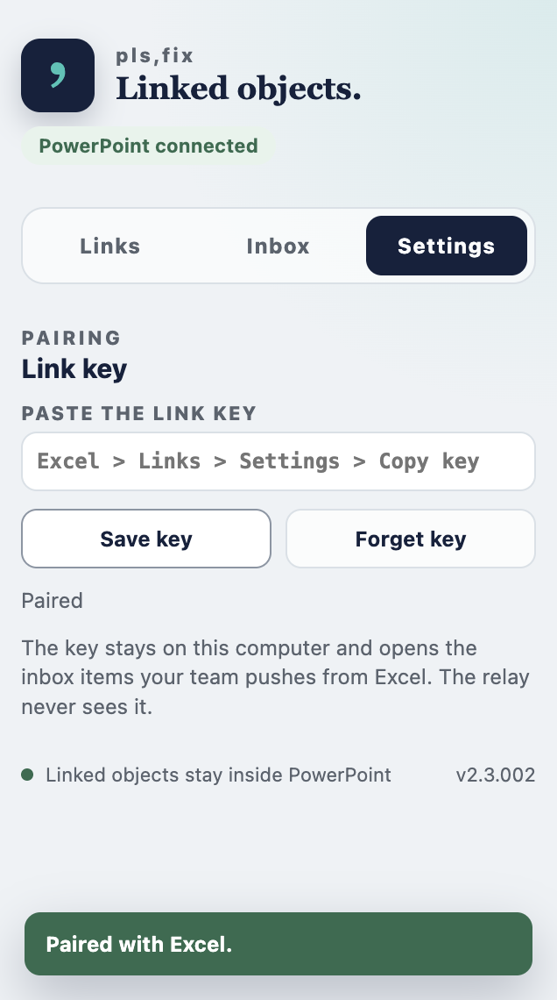 pls,fix
Linked objects.
PowerPoint connected
Links
Inbox
Settings
PAIRING
Link key
PASTE THE LINK KEY
Excel > Links > Settings > Copy key
Save key
Forget key
Paired
The key stays on this computer and opens the
inbox items your team pushes from Excel. The relay
never sees it.
Linked objects stay inside PowerPoint
v2.3.002
Paired with Excel.